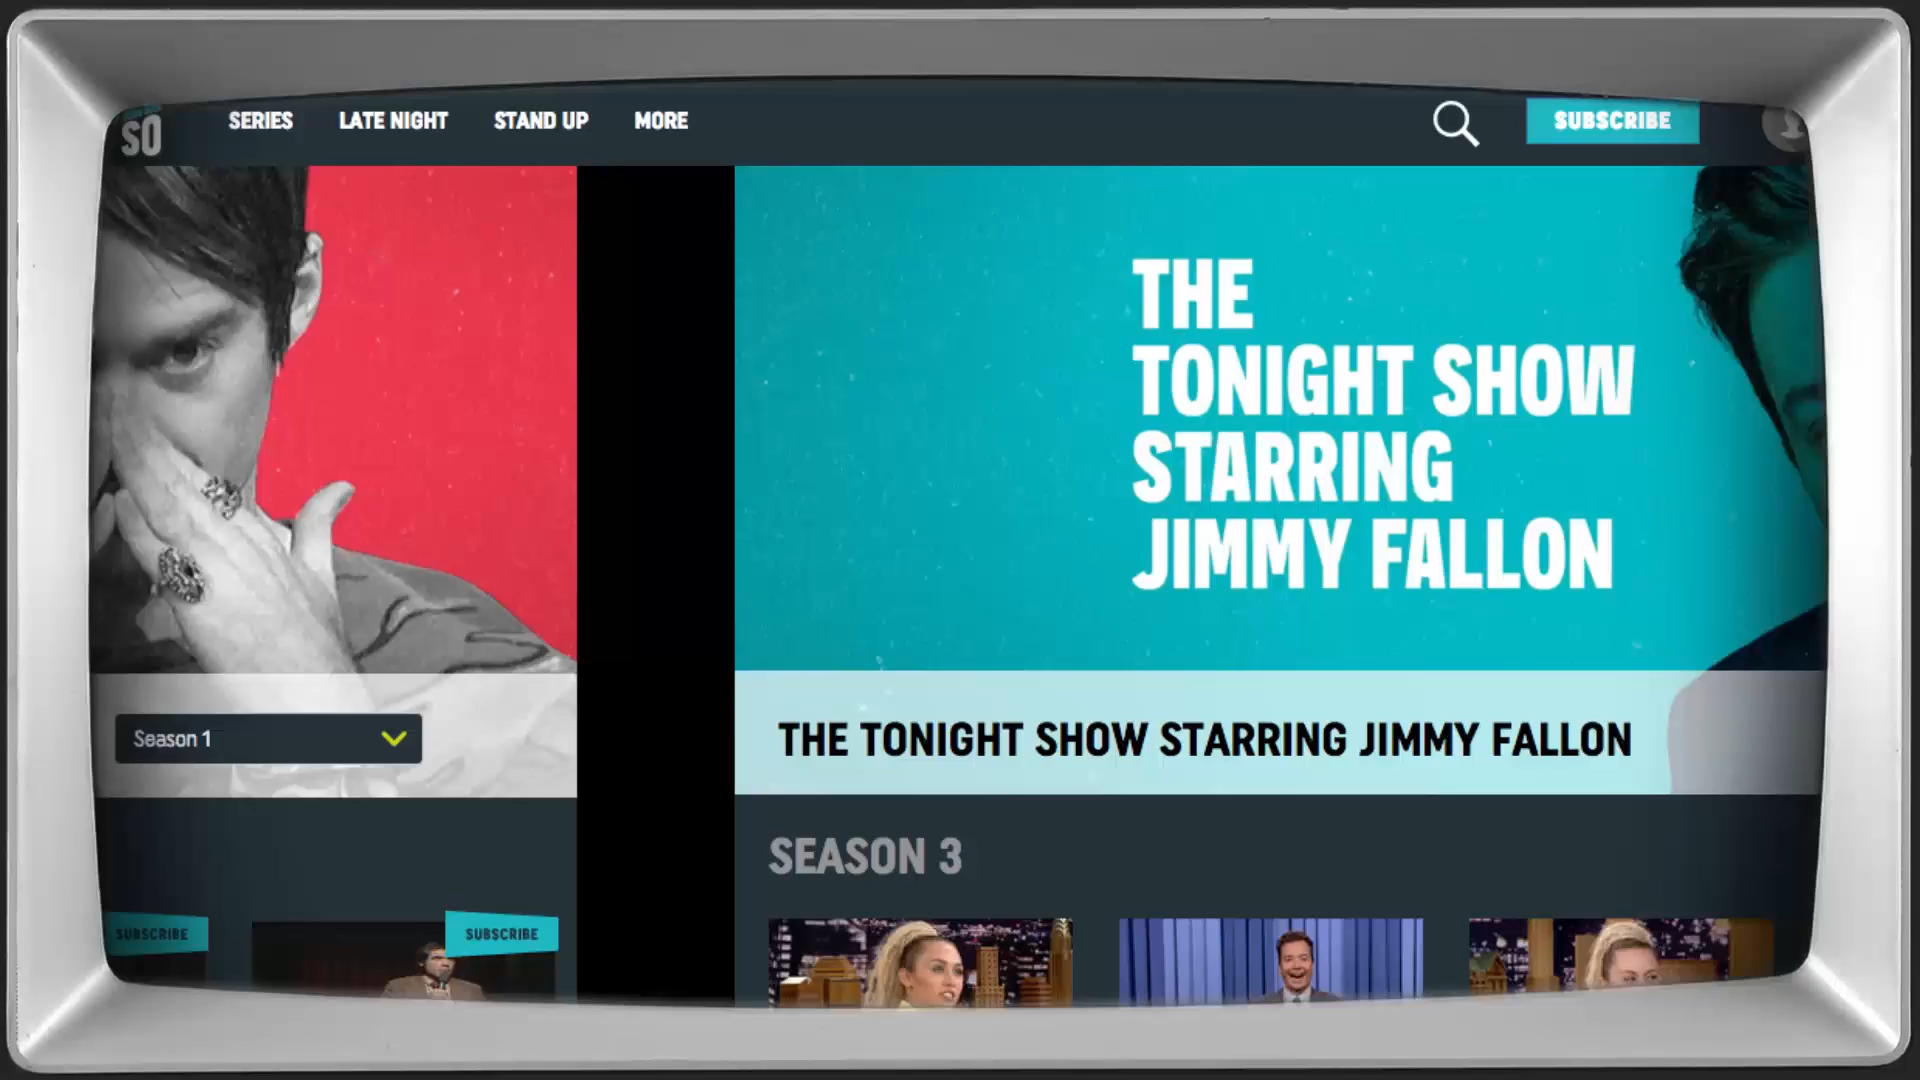 SO
SERIES
LATE NIGHT
STAND UP
MORE
SUBSCRIBE
THE
TONIGHT SHOW
STARRING
JIMMY FALLON
Season 1
THE TONIGHT SHOW STARRING JIMMY FALLON
SEASON 3
SUBSCRIBE
SUBSCRIBE